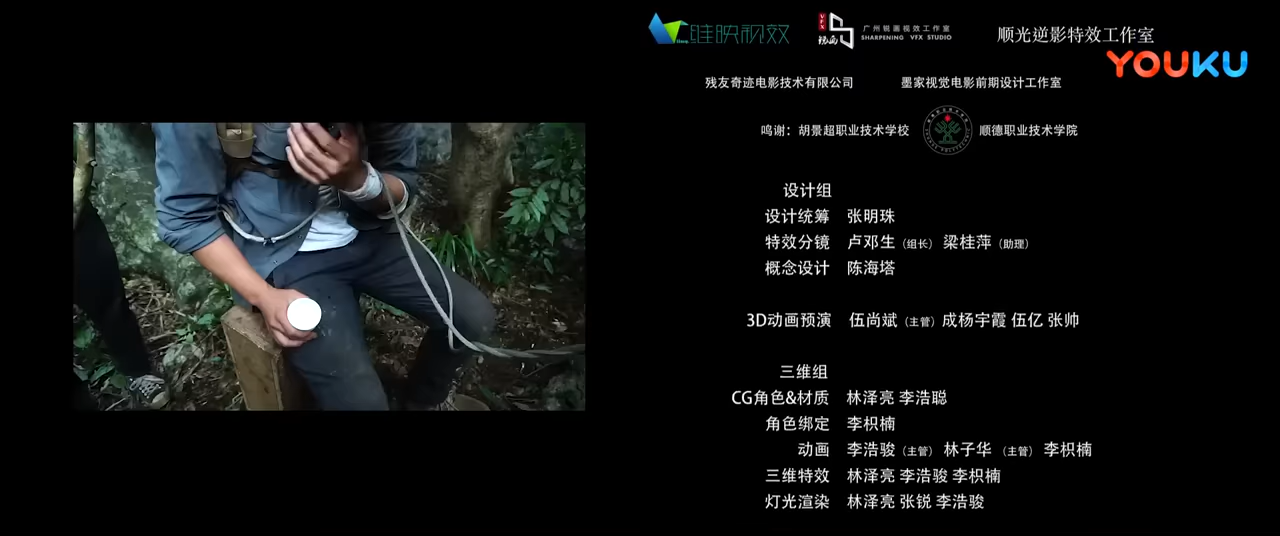 唯映视效
VFX
锐画
广州锐画视效工作室
SHARPENING VFX STUDIO
顺光逆影特效工作室
YOUKU
残友奇迹电影技术有限公司 墨家视觉电影前期设计工作室
鸣谢：胡景超职业技术学校 顺德职业技术学院
设计组
设计统筹 张明珠
特效分镜 卢邓生（组长） 梁桂萍（助理）
概念设计 陈海塔
3D动画预演 伍尚斌（主管）成杨宇霞 伍亿 张帅
三维组
CG角色&材质 林泽亮 李浩聪
角色绑定 李枳楠
动画 李浩骏（主管） 林子华（主管） 李枳楠
三维特效 林泽亮 李浩骏 李枳楠
灯光渲染 林泽亮 张锐 李浩骏